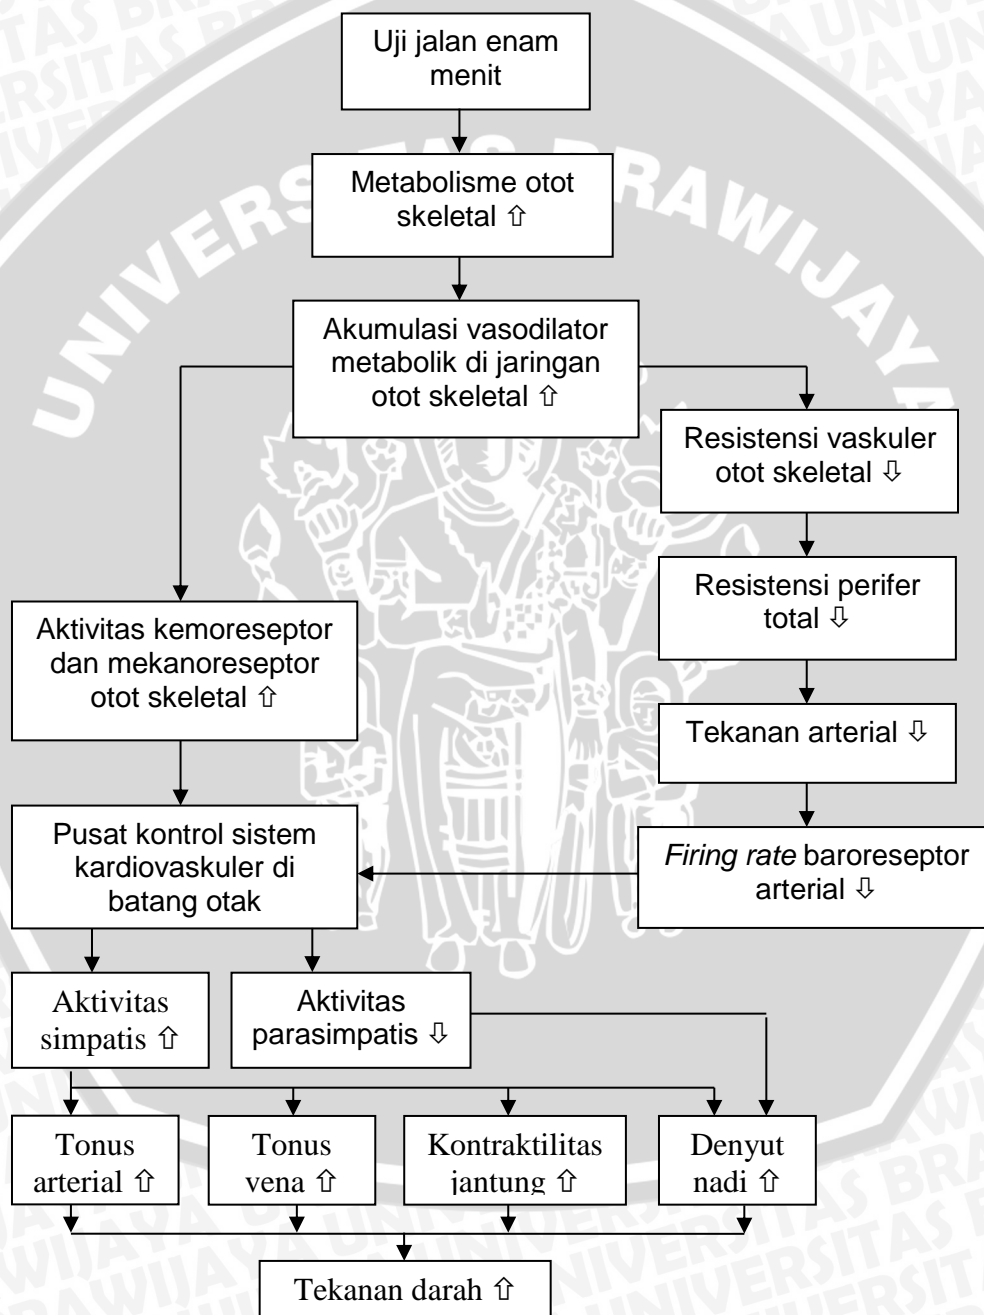 UNIVERSITAS BRAWIJAYA
Uji jalan enam
menit
Metabolisme otot
skeletal ⇧
Akumulasi vasodilator
metabolik di jaringan
otot skeletal ⇧
Resistensi vaskuler
otot skeletal ⇩
Resistensi perifer
total ⇩
Aktivitas kemoreseptor
dan mekanoreseptor
otot skeletal ⇧
Tekanan arterial ⇩
Pusat kontrol sistem
kardiovaskuler di
batang otak
Firing rate baroreseptor
arterial ⇩
Aktivitas
simpatis ⇧
Aktivitas
parasimpatis ⇩
Tonus
arterial ⇧
Tonus
vena ⇧
Kontraktilitas
jantung ⇧
Denyut
nadi ⇧
Tekanan darah ⇧